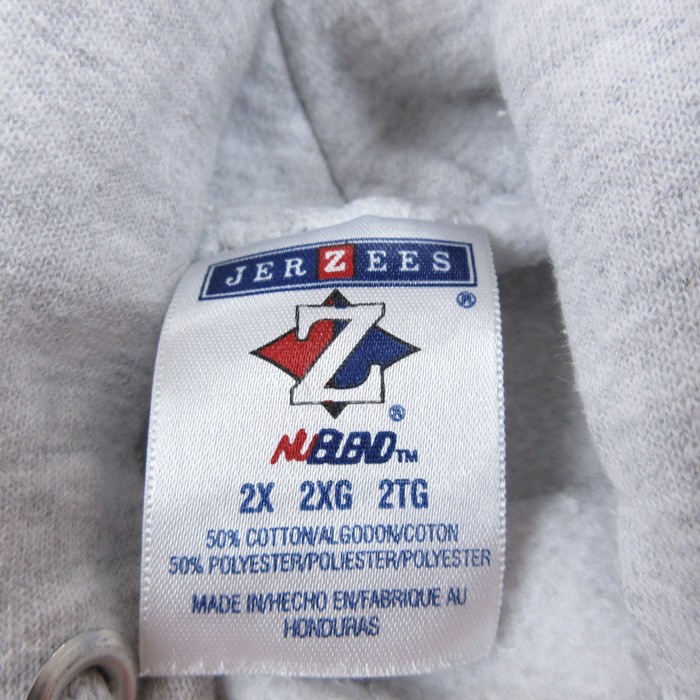 JERZEES
®
Z
®
NUBLEND™
2X 2XG 2TG
50% COTTON/ALGODON/COTON
50% POLYESTER/POLIESTER/POLYESTER
MADE IN/HECHO EN/FABRIQUE AU
HONDURAS